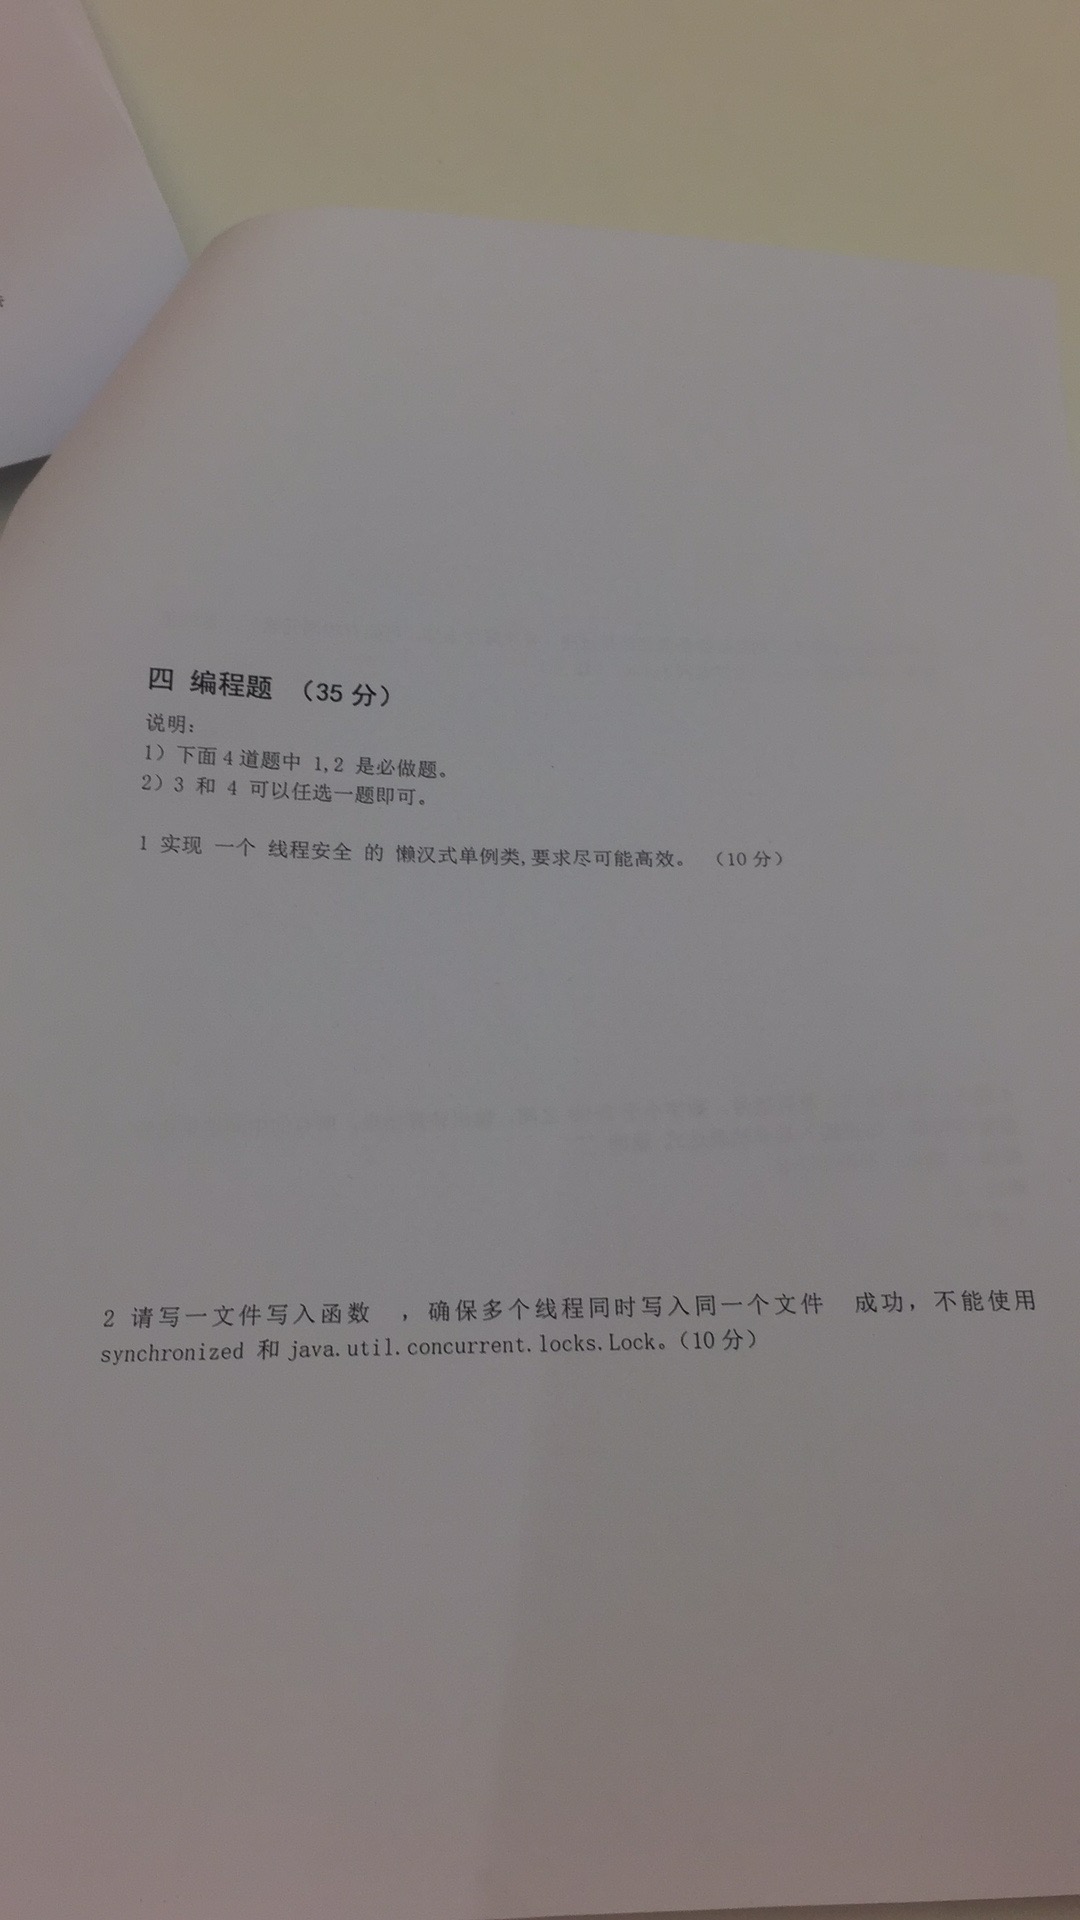 四 编程题 （35 分）
说明：
1）下面 4 道题中 1,2 是必做题。
2）3 和 4 可以任选一题即可。
1 实现 一个 线程安全 的 懒汉式单例类,要求尽可能高效。 （10 分）
2 请写一文件写入函数 ，确保多个线程同时写入同一个文件 成功，不能使用
synchronized 和 java.util.concurrent.locks.Lock。（10 分）